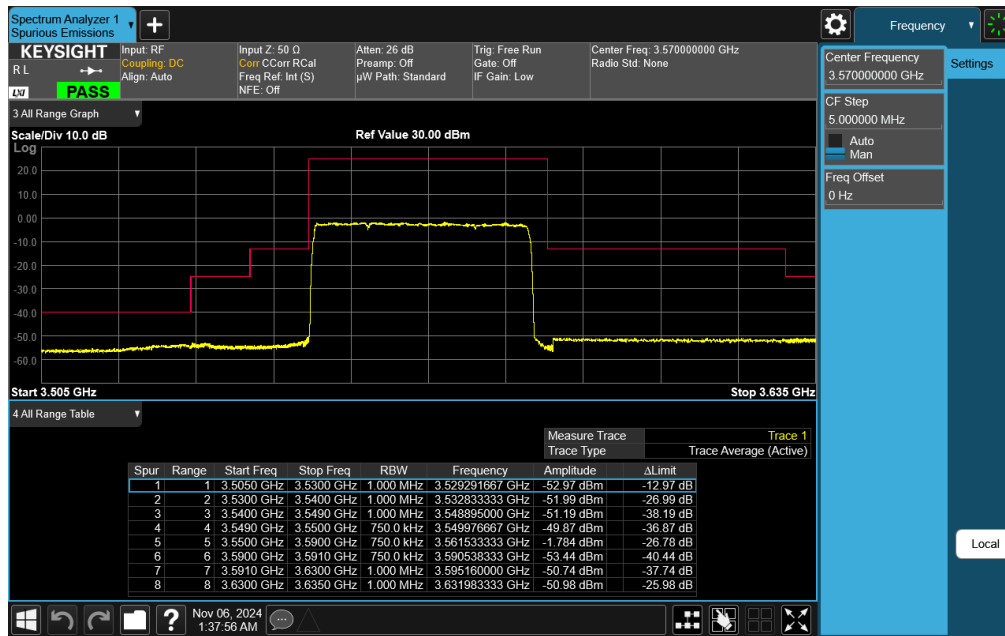 Spectrum Analyzer 1
Spurious Emissions
Frequency
KEYSIGHT
R L
LXI
PASS
Input: RF
Coupling: DC
Align: Auto
Input Z: 50 Ω
Corr CCorr RCal
Freq Ref: Int (S)
NFE: Off
Atten: 26 dB
Preamp: Off
µW Path: Standard
Trig: Free Run
Gate: Off
IF Gain: Low
Center Freq: 3.570000000 GHz
Radio Std: None
Center Frequency
3.570000000 GHz
Settings
CF Step
5.000000 MHz
Auto
Man
Freq Offset
0 Hz
Local
3 All Range Graph
Scale/Div 10.0 dB
Ref Value 30.00 dBm
Log
20.0
10.0
0.00
-10.0
-20.0
-30.0
-40.0
-50.0
-60.0
Start 3.505 GHz
Stop 3.635 GHz
4 All Range Table
Measure Trace Trace 1
Trace Type Trace Average (Active)
Spur Range Start Freq Stop Freq RBW Frequency Amplitude ΔLimit
1 1 3.5050 GHz 3.5300 GHz 1.000 MHz 3.529291667 GHz -52.97 dBm -12.97 dB
2 2 3.5300 GHz 3.5400 GHz 1.000 MHz 3.532833333 GHz -51.99 dBm -26.99 dB
3 3 3.5400 GHz 3.5490 GHz 1.000 MHz 3.548895000 GHz -51.19 dBm -38.19 dB
4 4 3.5490 GHz 3.5500 GHz 750.0 kHz 3.549976667 GHz -49.87 dBm -36.87 dB
5 5 3.5500 GHz 3.5900 GHz 750.0 kHz 3.561533333 GHz -1.784 dBm -26.78 dB
6 6 3.5900 GHz 3.5910 GHz 750.0 kHz 3.590538333 GHz -53.44 dBm -40.44 dB
7 7 3.5910 GHz 3.6300 GHz 1.000 MHz 3.595160000 GHz -50.74 dBm -37.74 dB
8 8 3.6300 GHz 3.6350 GHz 1.000 MHz 3.631983333 GHz -50.98 dBm -25.98 dB
Nov 06, 2024
1:37:56 AM